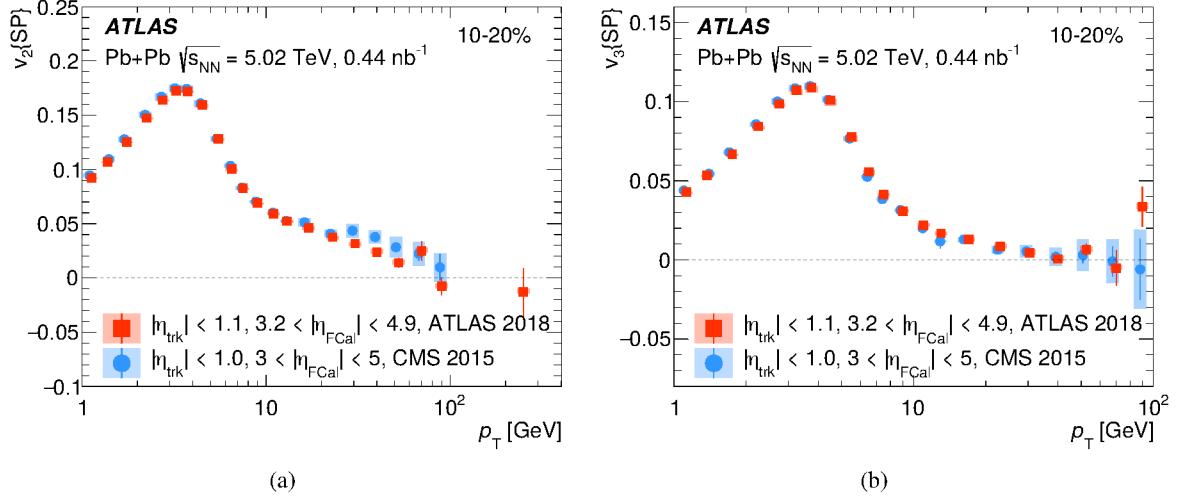 v₂{SP}
0.25
0.2
0.15
0.1
0.05
0
−0.05
−0.1
ATLAS
10-20%
Pb+Pb √sNN = 5.02 TeV, 0.44 nb⁻¹
|ηtrk| < 1.1, 3.2 < |ηFCal| < 4.9, ATLAS 2018
|ηtrk| < 1.0, 3 < |ηFCal| < 5, CMS 2015
1 10 10²
pT [GeV]
(a)
v₃{SP}
0.15
0.1
0.05
0
−0.05
ATLAS
10-20%
Pb+Pb √sNN = 5.02 TeV, 0.44 nb⁻¹
|ηtrk| < 1.1, 3.2 < |ηFCal| < 4.9, ATLAS 2018
|ηtrk| < 1.0, 3 < |ηFCal| < 5, CMS 2015
1 10 10²
pT [GeV]
(b)